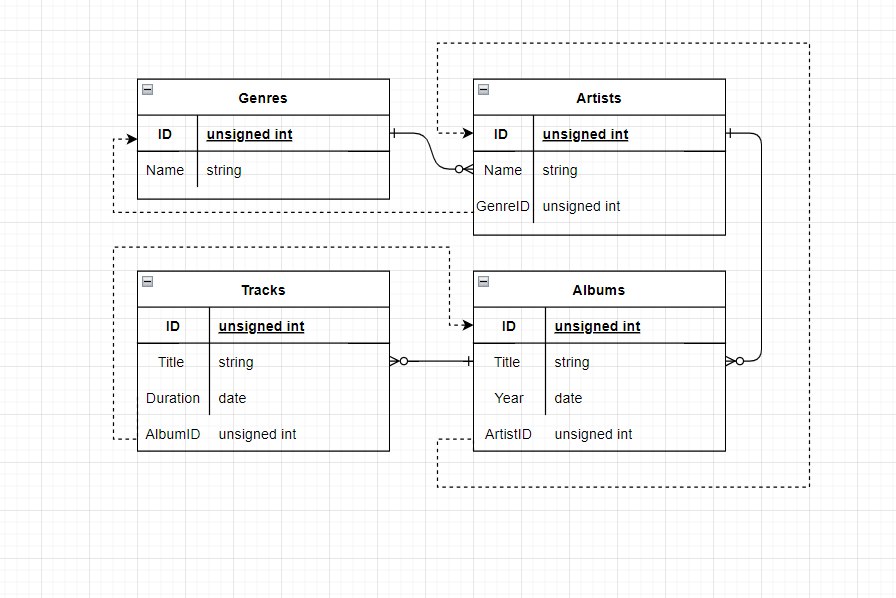 Genres
ID unsigned int
Name string
Artists
ID unsigned int
Name string
GenreID unsigned int
Tracks
ID unsigned int
Title string
Duration date
AlbumID unsigned int
Albums
ID unsigned int
Title string
Year date
ArtistID unsigned int